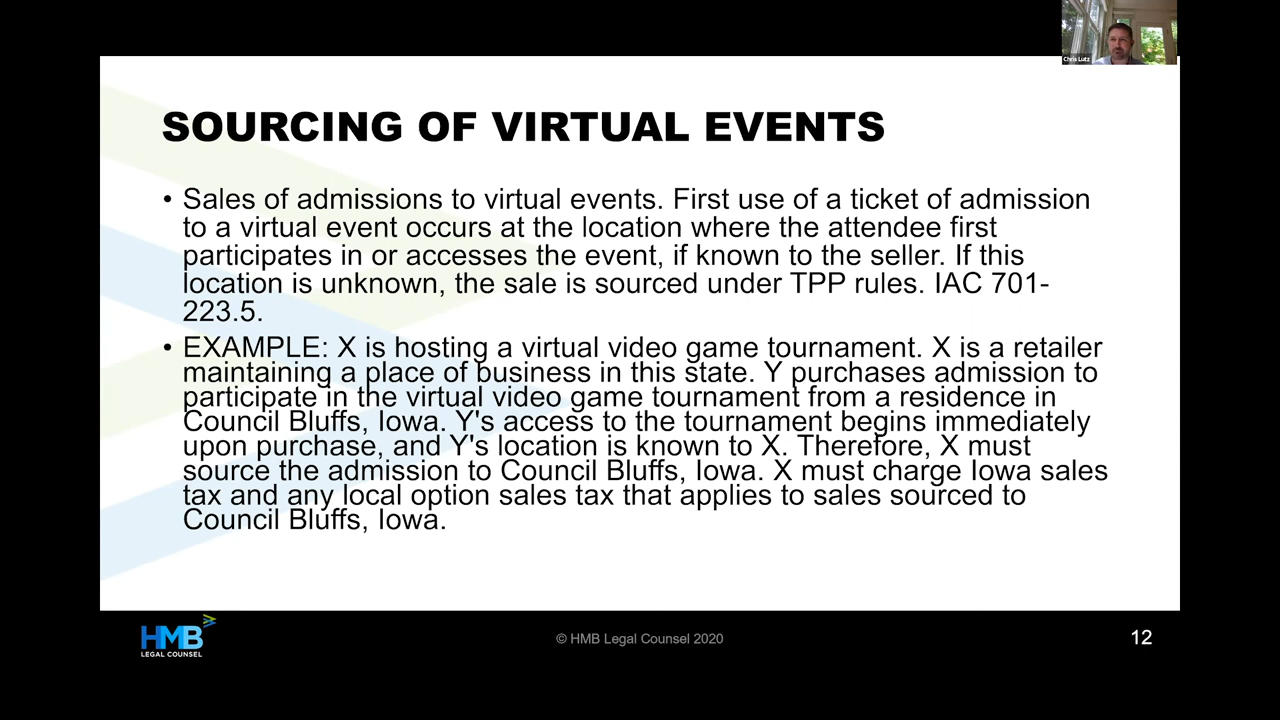 Chris Lutz
SOURCING OF VIRTUAL EVENTS
• Sales of admissions to virtual events. First use of a ticket of admission
to a virtual event occurs at the location where the attendee first
participates in or accesses the event, if known to the seller. If this
location is unknown, the sale is sourced under TPP rules. IAC 701-
223.5.
• EXAMPLE: X is hosting a virtual video game tournament. X is a retailer
maintaining a place of business in this state. Y purchases admission to
participate in the virtual video game tournament from a residence in
Council Bluffs, Iowa. Y's access to the tournament begins immediately
upon purchase, and Y's location is known to X. Therefore, X must
source the admission to Council Bluffs, Iowa. X must charge Iowa sales
tax and any local option sales tax that applies to sales sourced to
Council Bluffs, Iowa.
HMB
LEGAL COUNSEL
© HMB Legal Counsel 2020
12